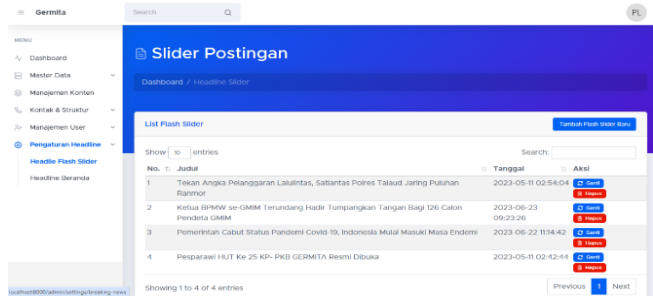 Germita
Search
PL
MENU
Dashboard
Master Data
Manajemen Konten
Kontak & Struktur
Manajemen User
Pengaturan Headline
Headlie Flash Slider
Headline Beranda
Slider Postingan
Dashboard / Headline Slider
List Flash Slider
Tambah Flash Slider Baru
Show 10 entries
Search:
No. Judul Tanggal Aksi
1 Tekan Angka Pelanggaran Lalulintas, Satlantas Polres Talaud Jaring Puluhan 2023-05-11 02:54:04 Ganti
Ranmor Hapus
2 Ketua BPMW se-GMIM Terundang Hadir Tumpangkan Tangan Bagi 126 Calon 2023-06-23 Ganti
Pendeta GMIM 09:23:26 Hapus
3 Pemerintah Cabut Status Pandemi Covid-19, Indonesia Mulai Masuki Masa Endemi 2023-06-22 11:14:42 Ganti
Hapus
4 Pesparawi HUT Ke 25 KP- PKB GERMITA Resmi Dibuka 2023-05-11 02:42:44 Ganti
Hapus
Showing 1 to 4 of 4 entries
Previous 1 Next
localhost8000/admin/settings/breaking-news